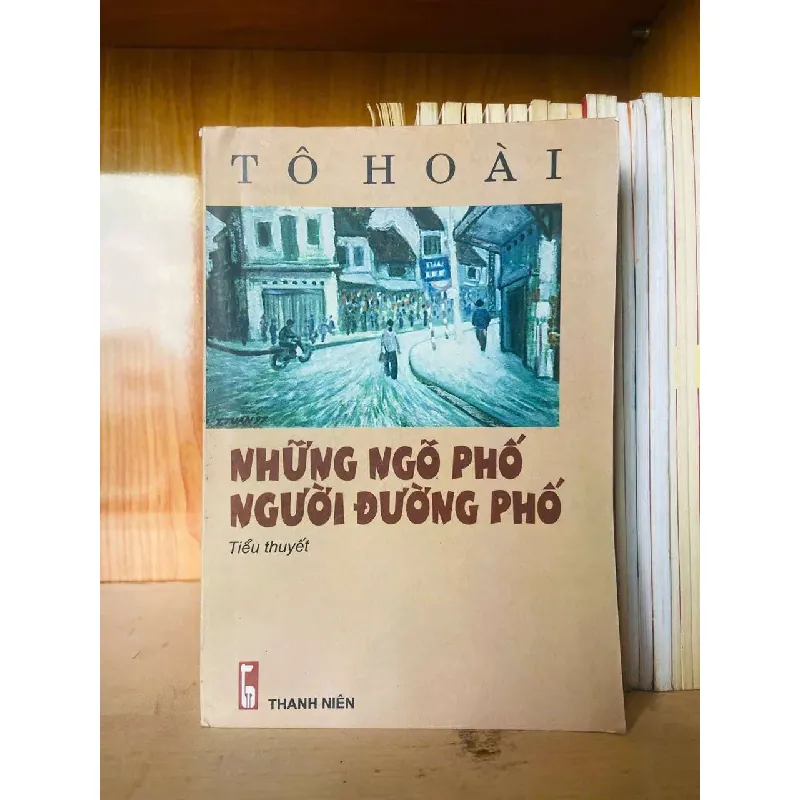 TÔ HOÀI
NHỮNG NGÕ PHỐ
NGƯỜI ĐƯỜNG PHỐ
Tiểu thuyết
THANH NIÊN